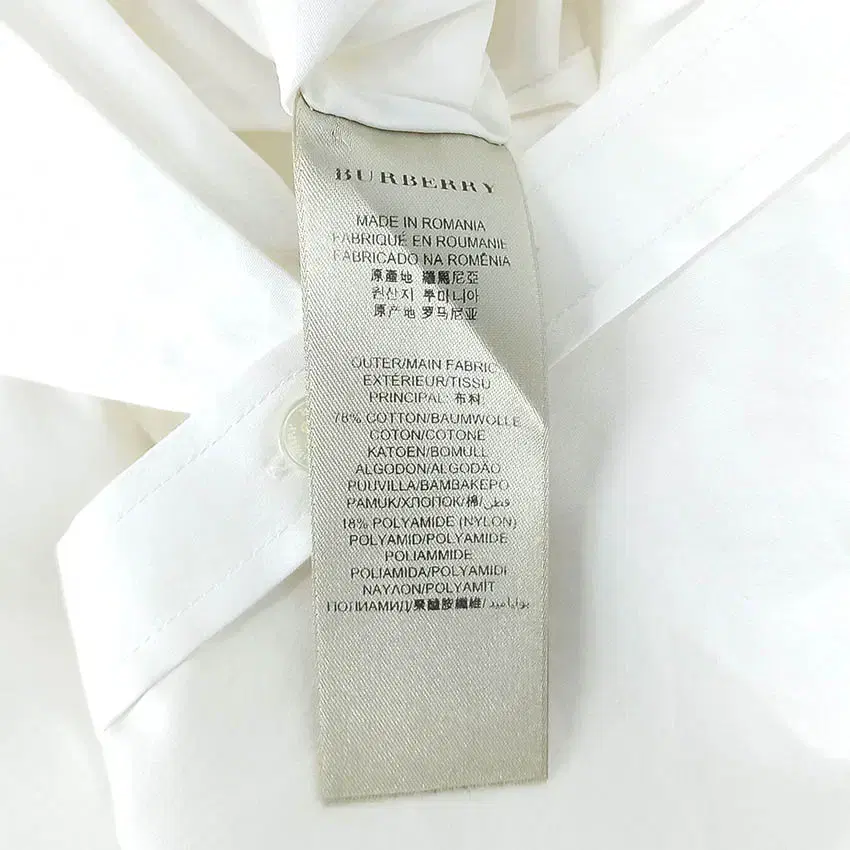 BURBERRY
MADE IN ROMANIA
FABRIQUÉ EN ROUMANIE
FABRICADO NA ROMÊNIA
原產地 羅馬尼亞
원산지 루마니아
原产地 罗马尼亚
OUTER/MAIN FABRIC
EXTÉRIEUR/TISSU
PRINCIPAL 布料
78% COTTON/BAUMWOLLE
COTON/COTONE
KATOEN/BOMULL
ALGODON/ALGODÃO
PUUVILLA/BAMBAKEPO
PAMUK/ХЛОПОК/棉/قطن
18% POLYAMIDE (NYLON)
POLYAMID/POLYAMIDE
POLIAMMIDE
POLIAMIDA/POLYAMIDI
NAYΛON/POLYAMİT
ПОЛИАМИД/聚醯胺纖維/بولياميد